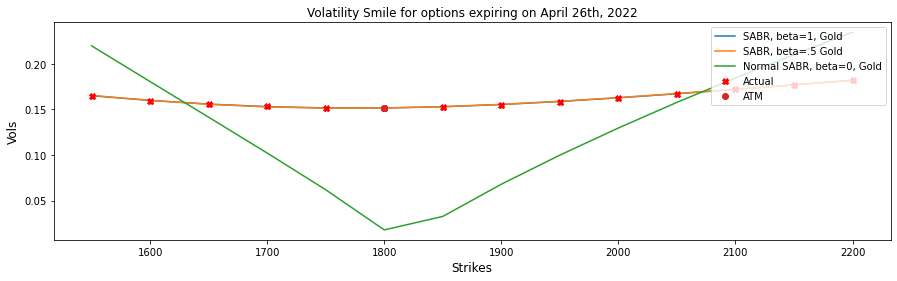 Volatility Smile for options expiring on April 26th, 2022
SABR, beta=1, Gold
SABR, beta=.5 Gold
Normal SABR, beta=0, Gold
Actual
ATM
Vols
0.20
0.15
0.10
0.05
1600 1700 1800 1900 2000 2100 2200
Strikes